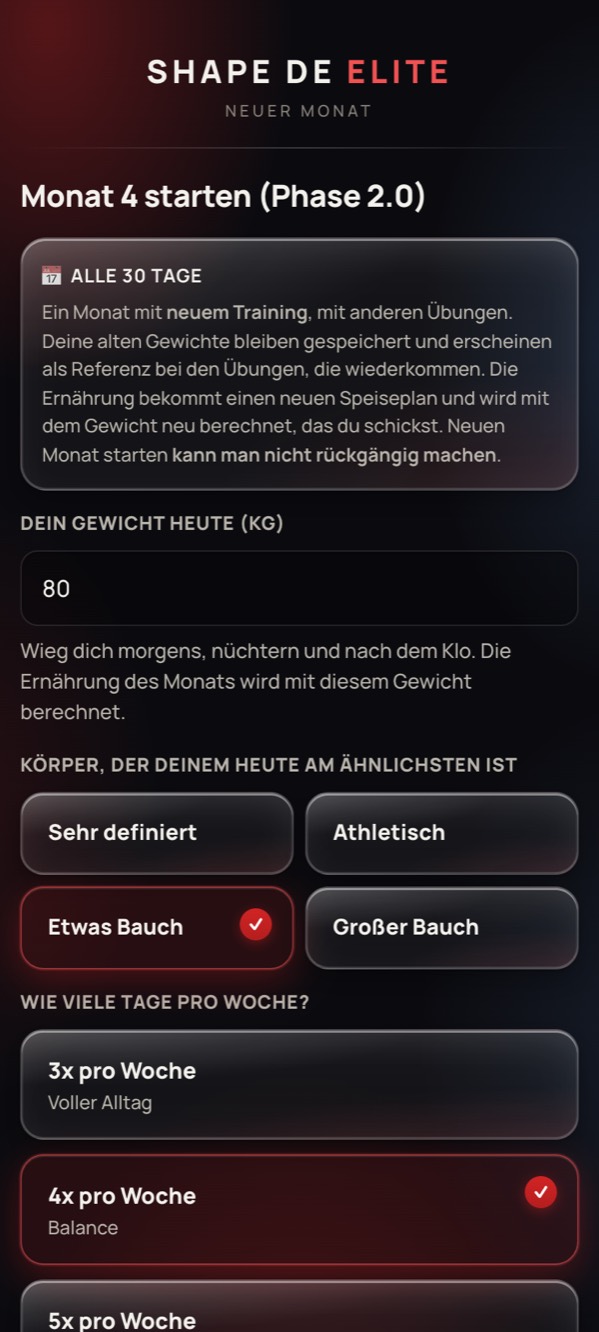 SHAPE DE ELITE
NEUER MONAT
Monat 4 starten (Phase 2.0)
17 ALLE 30 TAGE
Ein Monat mit neuem Training, mit anderen Übungen.
Deine alten Gewichte bleiben gespeichert und erscheinen
als Referenz bei den Übungen, die wiederkommen. Die
Ernährung bekommt einen neuen Speiseplan und wird mit
dem Gewicht neu berechnet, das du schickst. Neuen
Monat starten kann man nicht rückgängig machen.
DEIN GEWICHT HEUTE (KG)
80
Wieg dich morgens, nüchtern und nach dem Klo. Die
Ernährung des Monats wird mit diesem Gewicht
berechnet.
KÖRPER, DER DEINEM HEUTE AM ÄHNLICHSTEN IST
Sehr definiert
Athletisch
Etwas Bauch
Großer Bauch
WIE VIELE TAGE PRO WOCHE?
3x pro Woche
Voller Alltag
4x pro Woche
Balance
5x pro Woche